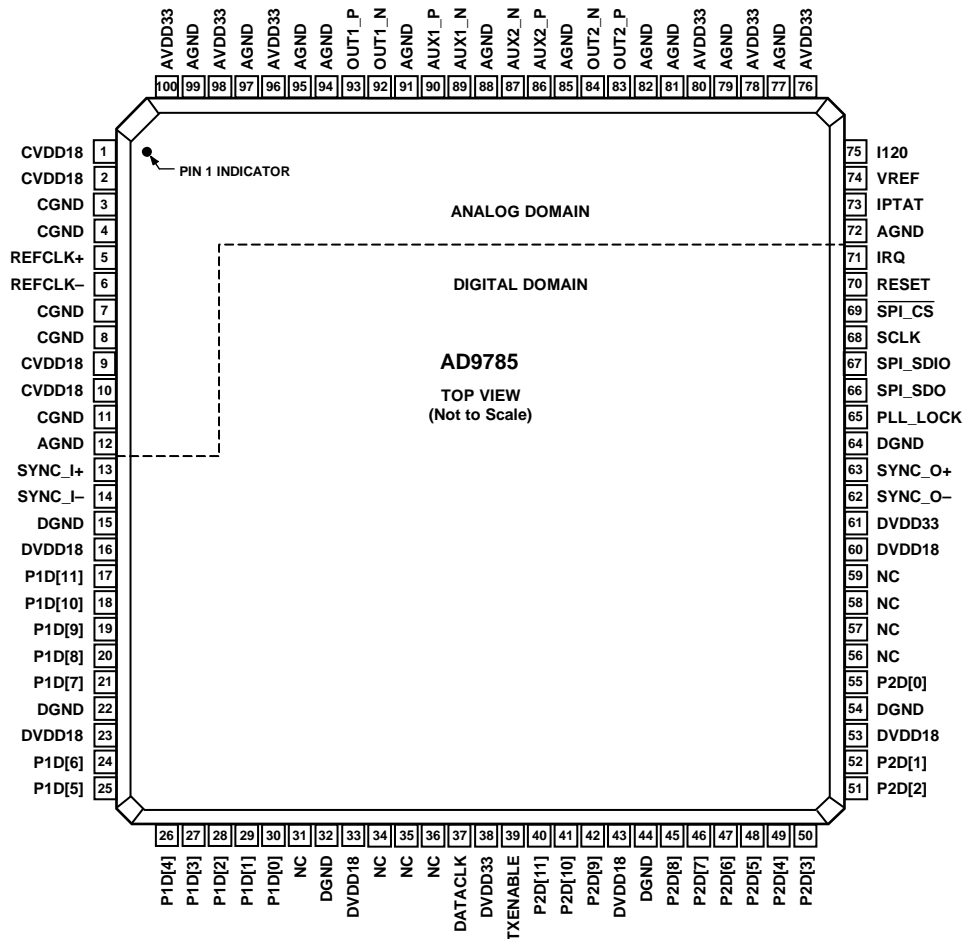 AVDD33
AGND
AVDD33
AGND
AVDD33
AGND
AGND
OUT1_P
OUT1_N
AGND
AUX1_P
AUX1_N
AGND
AUX2_N
AUX2_P
AGND
OUT2_N
OUT2_P
AGND
AGND
AVDD33
AGND
AVDD33
AGND
AVDD33
100 99 98 97 96 95 94 93 92 91 90 89 88 87 86 85 84 83 82 81 80 79 78 77 76
CVDD18 1
CVDD18 2
CGND 3
CGND 4
REFCLK+ 5
REFCLK– 6
CGND 7
CGND 8
CVDD18 9
CVDD18 10
CGND 11
AGND 12
SYNC_I+ 13
SYNC_I– 14
DGND 15
DVDD18 16
P1D[11] 17
P1D[10] 18
P1D[9] 19
P1D[8] 20
P1D[7] 21
DGND 22
DVDD18 23
P1D[6] 24
P1D[5] 25
PIN 1 INDICATOR
ANALOG DOMAIN
DIGITAL DOMAIN
AD9785
TOP VIEW
(Not to Scale)
75 I120
74 VREF
73 IPTAT
72 AGND
71 IRQ
70 RESET
69 SPI_CS
68 SCLK
67 SPI_SDIO
66 SPI_SDO
65 PLL_LOCK
64 DGND
63 SYNC_O+
62 SYNC_O–
61 DVDD33
60 DVDD18
59 NC
58 NC
57 NC
56 NC
55 P2D[0]
54 DGND
53 DVDD18
52 P2D[1]
51 P2D[2]
26 27 28 29 30 31 32 33 34 35 36 37 38 39 40 41 42 43 44 45 46 47 48 49 50
P1D[4]
P1D[3]
P1D[2]
P1D[1]
P1D[0]
NC
DGND
DVDD18
NC
NC
NC
DATACLK
DVDD33
TXENABLE
P2D[11]
P2D[10]
P2D[9]
DVDD18
DGND
P2D[8]
P2D[7]
P2D[6]
P2D[5]
P2D[4]
P2D[3]